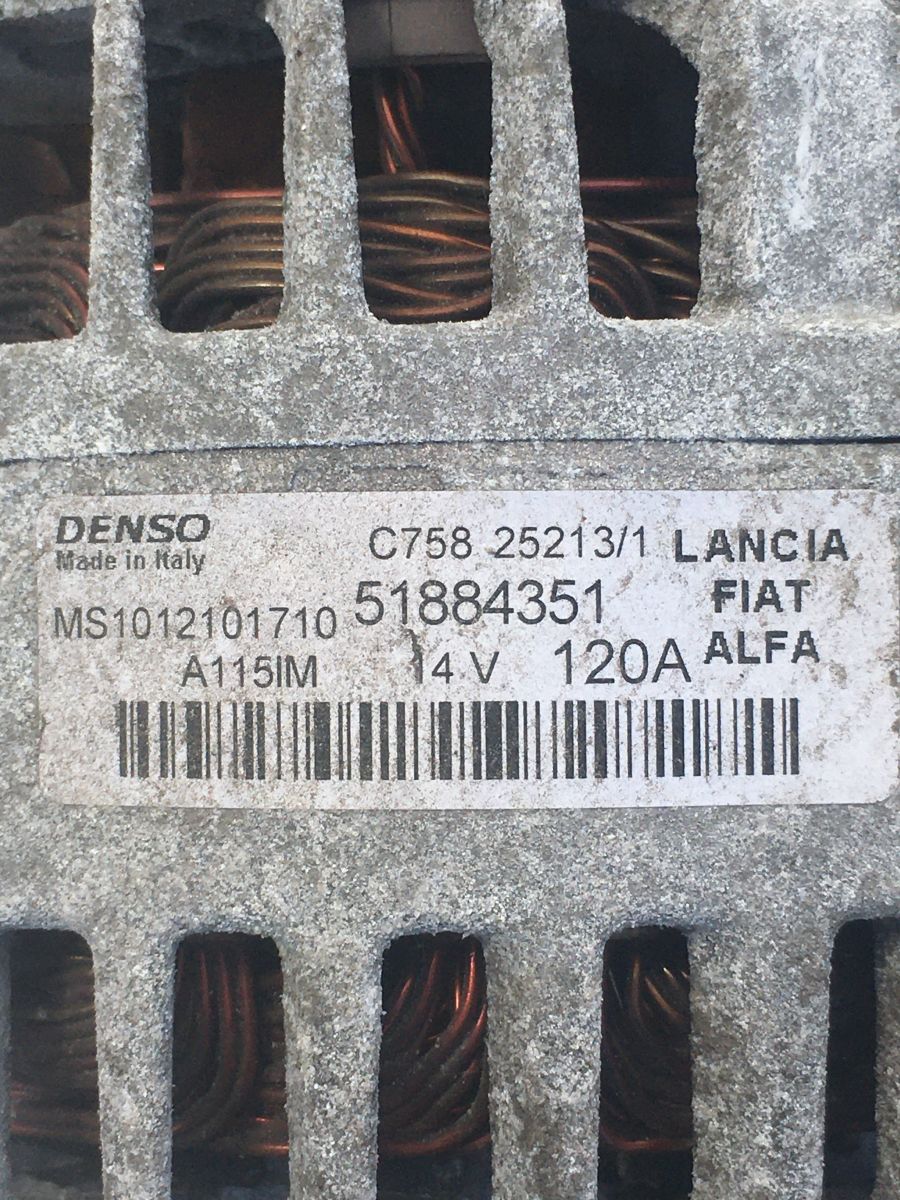 DENSO
Made in Italy
C758 25213/1
LANCIA
FIAT
ALFA
MS1012101710
51884351
A115IM
14 V
120A